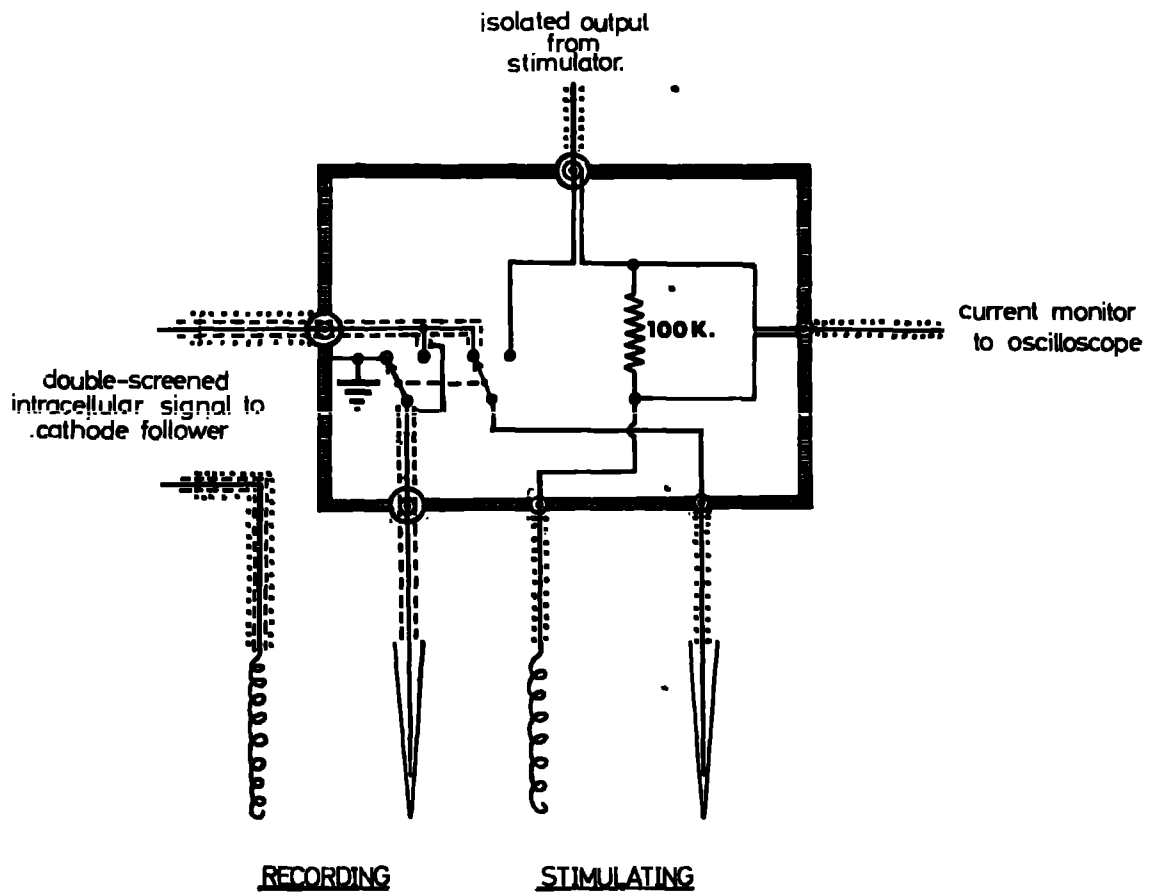 isolated output
from
stimulator.
100K.
current monitor
to oscilloscope
double-screened
intracellular signal to
.cathode follower
RECORDING
STIMULATING